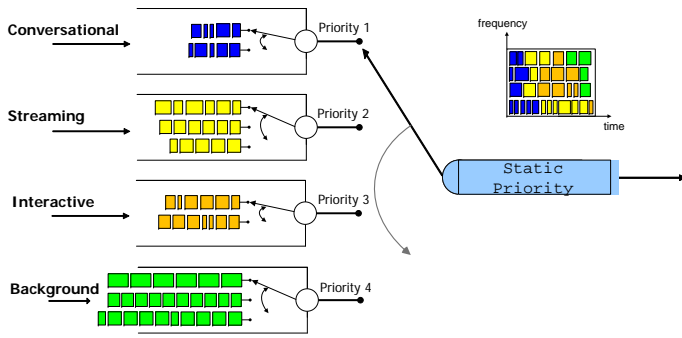 Conversational
Priority 1
frequency
time
Streaming
Priority 2
Static
Priority
Interactive
Priority 3
Background
Priority 4